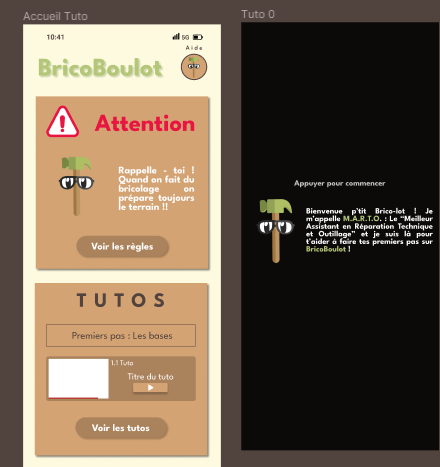 Accueil Tuto
10:41
5G
Aide
BricoBoulot
Attention
Rappelle - toi !
Quand on fait du
bricolage on
prépare toujours
le terrain !!
Voir les régles
TUTOS
Premiers pas : Les bases
1.1 Tuto
Titre du tuto
Voir les tutos
Tuto 0
Appuyer pour commencer
Bienvenue p'tit Brico-lot ! Je
m'appelle M.A.R.T.O. : Le "Meilleur
Assistant en Réparation Technique
et Outillage" et je suis là pour
t'aider à faire tes premiers pas sur
BricoBoulot !